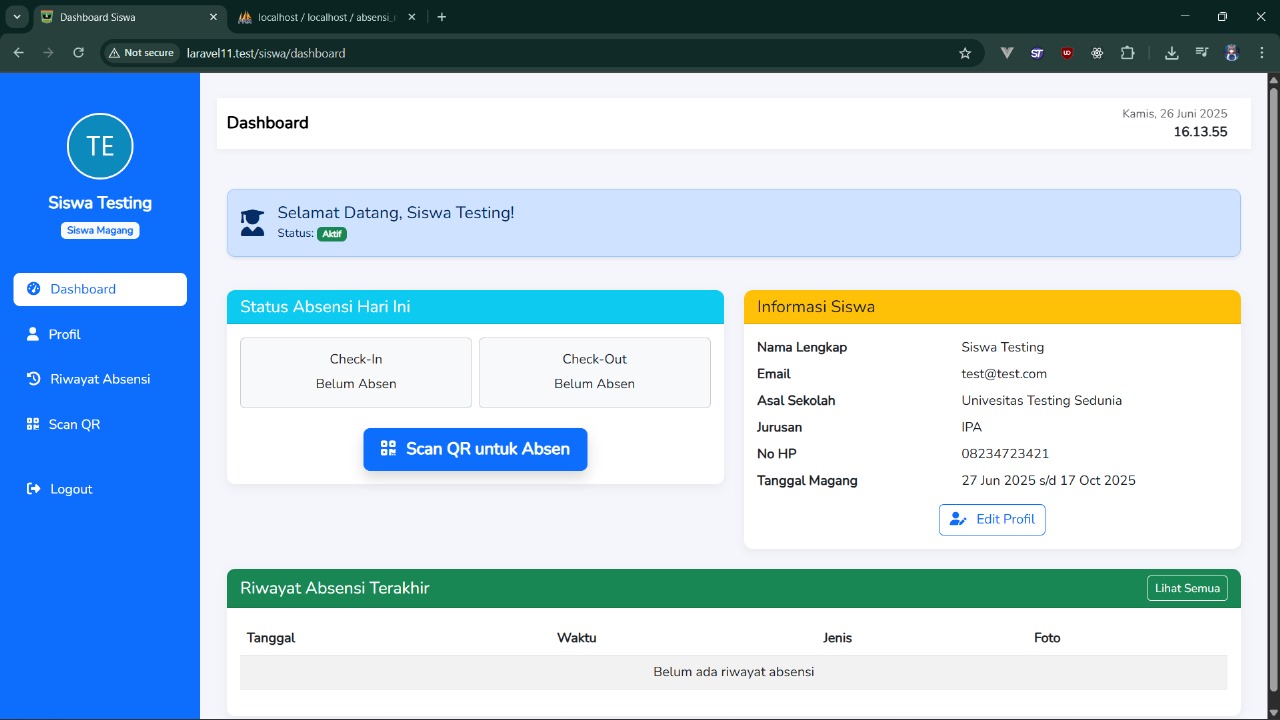 Dashboard Siswa
localhost / localhost / absensi_
Not secure
laravel11.test/siswa/dashboard
TE
Siswa Testing
Siswa Magang
Dashboard
Profil
Riwayat Absensi
Scan QR
Logout
Dashboard
Kamis, 26 Juni 2025
16.13.55
Selamat Datang, Siswa Testing!
Status: Aktif
Status Absensi Hari Ini
Check-In
Belum Absen
Check-Out
Belum Absen
Scan QR untuk Absen
Informasi Siswa
Nama Lengkap Siswa Testing
Email test@test.com
Asal Sekolah Univesitas Testing Sedunia
Jurusan IPA
No HP 08234723421
Tanggal Magang 27 Jun 2025 s/d 17 Oct 2025
Edit Profil
Riwayat Absensi Terakhir
Lihat Semua
Tanggal Waktu Jenis Foto
Belum ada riwayat absensi